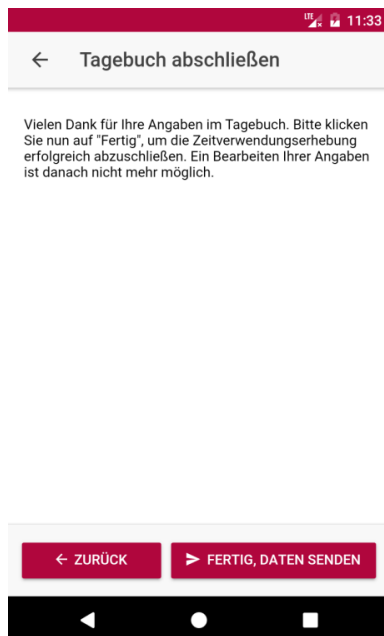 LTE 11:33
Tagebuch abschließen
Vielen Dank für Ihre Angaben im Tagebuch. Bitte klicken
Sie nun auf "Fertig", um die Zeitverwendungserhebung
erfolgreich abzuschließen. Ein Bearbeiten Ihrer Angaben
ist danach nicht mehr möglich.
ZURÜCK FERTIG, DATEN SENDEN